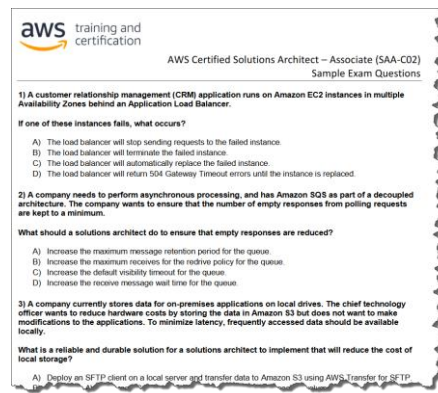 aws training and
certification
AWS Certified Solutions Architect – Associate (SAA-C02)
Sample Exam Questions
1) A customer relationship management (CRM) application runs on Amazon EC2 instances in multiple
Availability Zones behind an Application Load Balancer.
If one of these instances fails, what occurs?
A) The load balancer will stop sending requests to the failed instance.
B) The load balancer will terminate the failed instance.
C) The load balancer will automatically replace the failed instance.
D) The load balancer will return 504 Gateway Timeout errors until the instance is replaced.
2) A company needs to perform asynchronous processing, and has Amazon SQS as part of a decoupled
architecture. The company wants to ensure that the number of empty responses from polling requests
are kept to a minimum.
What should a solutions architect do to ensure that empty responses are reduced?
A) Increase the maximum message retention period for the queue.
B) Increase the maximum receives for the redrive policy for the queue.
C) Increase the default visibility timeout for the queue.
D) Increase the receive message wait time for the queue.
3) A company currently stores data for on-premises applications on local drives. The chief technology
officer wants to reduce hardware costs by storing the data in Amazon S3 but does not want to make
modifications to the applications. To minimize latency, frequently accessed data should be available
locally.
What is a reliable and durable solution for a solutions architect to implement that will reduce the cost of
local storage?
A) Deploy an SFTP client on a local server and transfer data to Amazon S3 using AWS Transfer for SFTP.